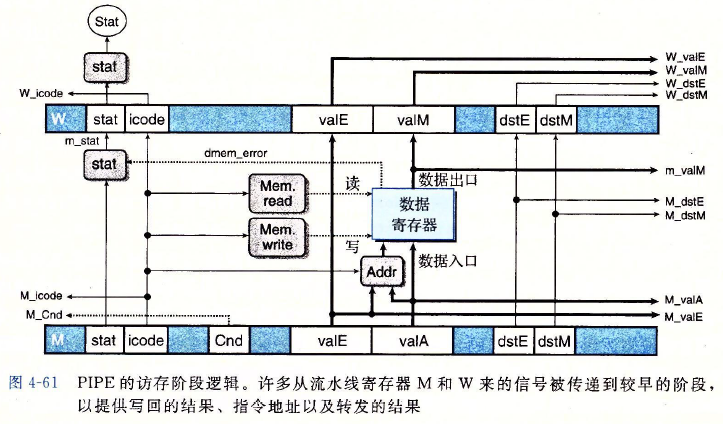 Stat
stat
W_valE
W_valM
W_dstE
W_dstM
W_icode
W
stat
icode
valE
valM
dstE
dstM
m_stat
stat
dmem_error
m_valM
数据出口
Mem.
read
读
数据
寄存器
M_dstE
M_dstM
Mem.
write
写
数据入口
Addr
M_icode
M_Cnd
M_valA
M_valE
M
stat
icode
Cnd
valE
valA
dstE
dstM
图 4-61 PIPE 的访存阶段逻辑。许多从流水线寄存器 M 和 W 来的信号被传递到较早的阶段，
以提供写回的结果、指令地址以及转发的结果